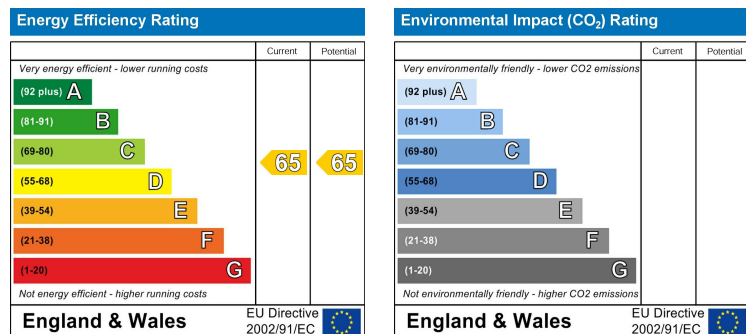 Energy Efficiency Rating
Current Potential
Very energy efficient - lower running costs
(92 plus) A
(81-91) B
(69-80) C
(55-68) D
(39-54) E
(21-38) F
(1-20) G
65 65
Not energy efficient - higher running costs
England & Wales
EU Directive
2002/91/EC
Environmental Impact (CO₂) Rating
Current Potential
Very environmentally friendly - lower CO2 emissions
(92 plus) A
(81-91) B
(69-80) C
(55-68) D
(39-54) E
(21-38) F
(1-20) G
Not environmentally friendly - higher CO2 emissions
England & Wales
EU Directive
2002/91/EC